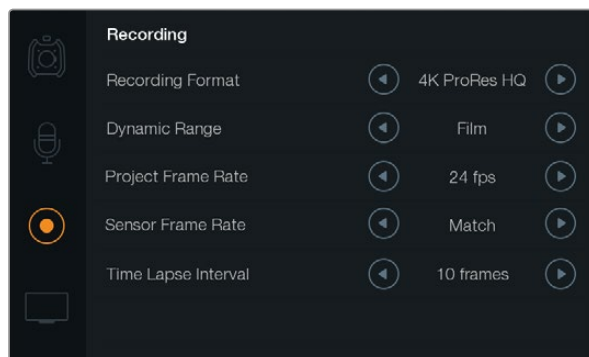 Recording
Recording Format 4K ProRes HQ
Dynamic Range Film
Project Frame Rate 24 fps
Sensor Frame Rate Match
Time Lapse Interval 10 frames